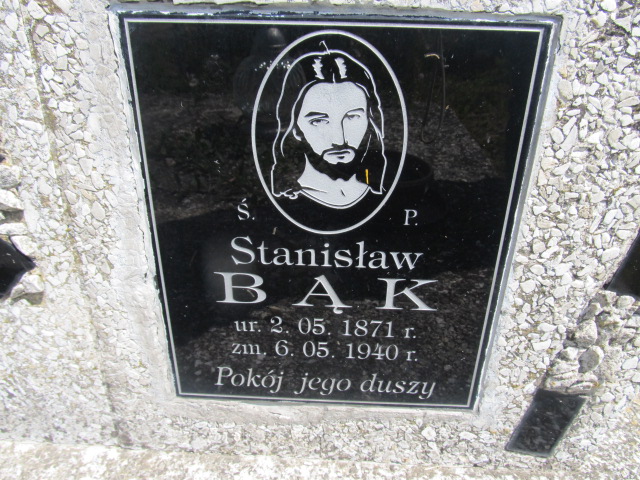 Ś. P.
Stanisław
BĄK
ur. 2. 05. 1871 r.
zm. 6. 05. 1940 r.
Pokój jego duszy